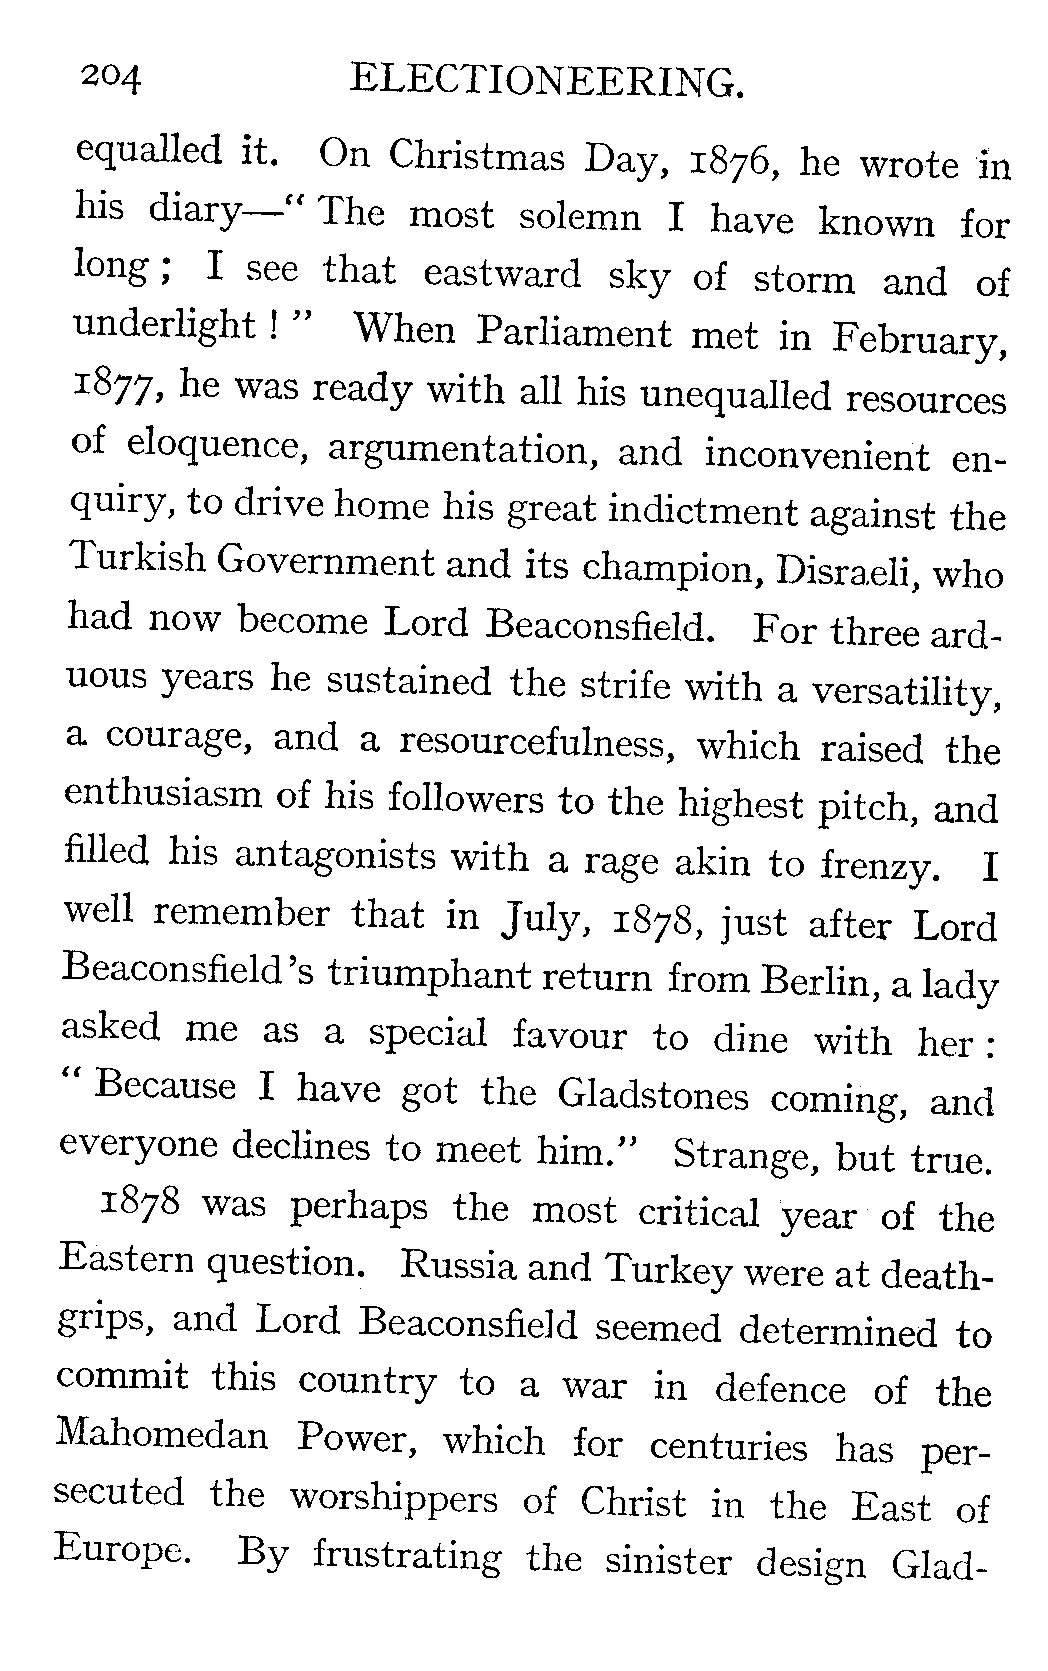 204 ELECTIONEERING.
equalled it. On Christmas Day, 1876, he wrote in
his diary—“ The most solemn I have known for
long ; I see that eastward sky of storm and of
underlight ! ” When Parliament met in February,
1877, he was ready with all his unequalled resources
of eloquence, argumentation, and inconvenient en-
quiry, to drive home his great indictment against the
Turkish Government and its champion, Disraeli, who
had now become Lord Beaconsfield. For three ard-
uous years he sustained the strife with a versatility,
a courage, and a resourcefulness, which raised the
enthusiasm of his followers to the highest pitch, and
filled his antagonists with a rage akin to frenzy. I
well remember that in July, 1878, just after Lord
Beaconsfield’s triumphant return from Berlin, a lady
asked me as a special favour to dine with her :
“ Because I have got the Gladstones coming, and
everyone declines to meet him.” Strange, but true.
1878 was perhaps the most critical year of the
Eastern question. Russia and Turkey were at death-
grips, and Lord Beaconsfield seemed determined to
commit this country to a war in defence of the
Mahomedan Power, which for centuries has per-
secuted the worshippers of Christ in the East of
Europe. By frustrating the sinister design Glad-